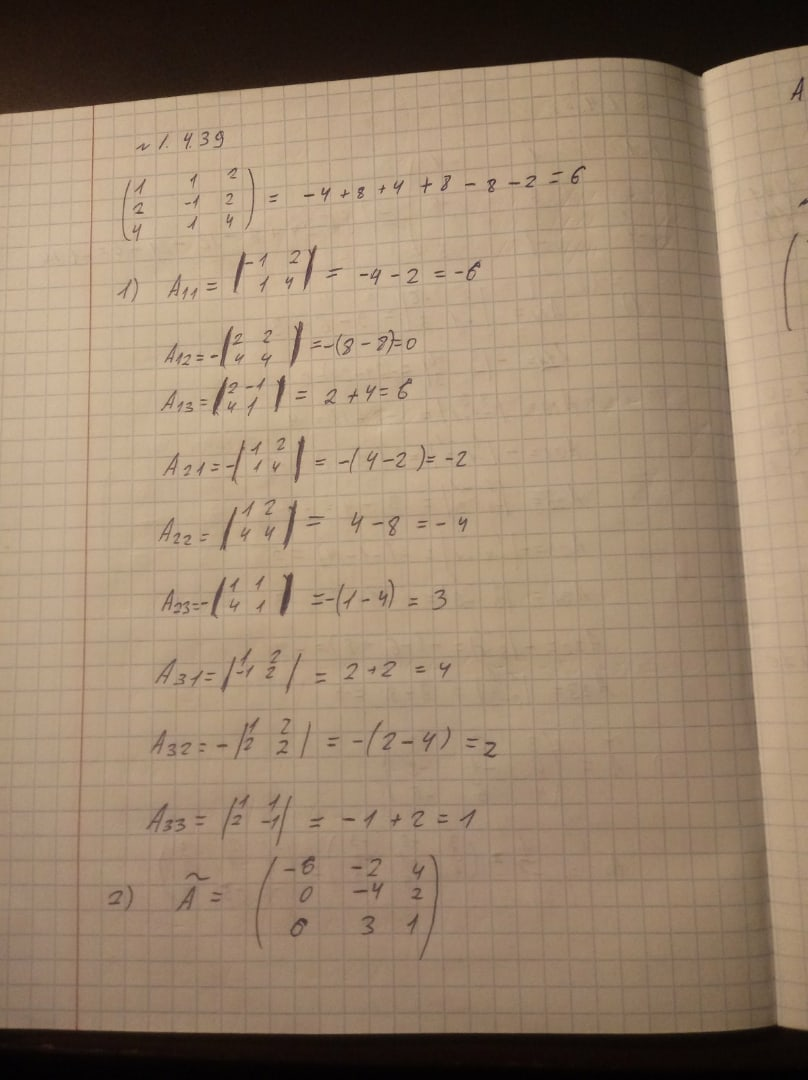 №1.4.39
(1 1 2
2 -1 2
4 1 4) = -4+8+4+8-8-2=6
1) A11 = |-1 2
1 4| = -4-2=-6
A12=-|2 2
4 4|=-(8-8)=0
A13=|2 -1
4 1| = 2+4=6
A21=-|1 2
1 4| = -(4-2)=-2
A22=|1 2
4 4| = 4-8=-4
A23=-|1 1
4 1|=-(1-4)=3
A31=|1 2
-1 2| = 2+2=4
A32=-|1 2
2 2| = -(2-4)=2
A33=|1 1
2 -1| = -1+2=1
2) Ã = (-6 -2 4
0 -4 2
6 3 1)
A